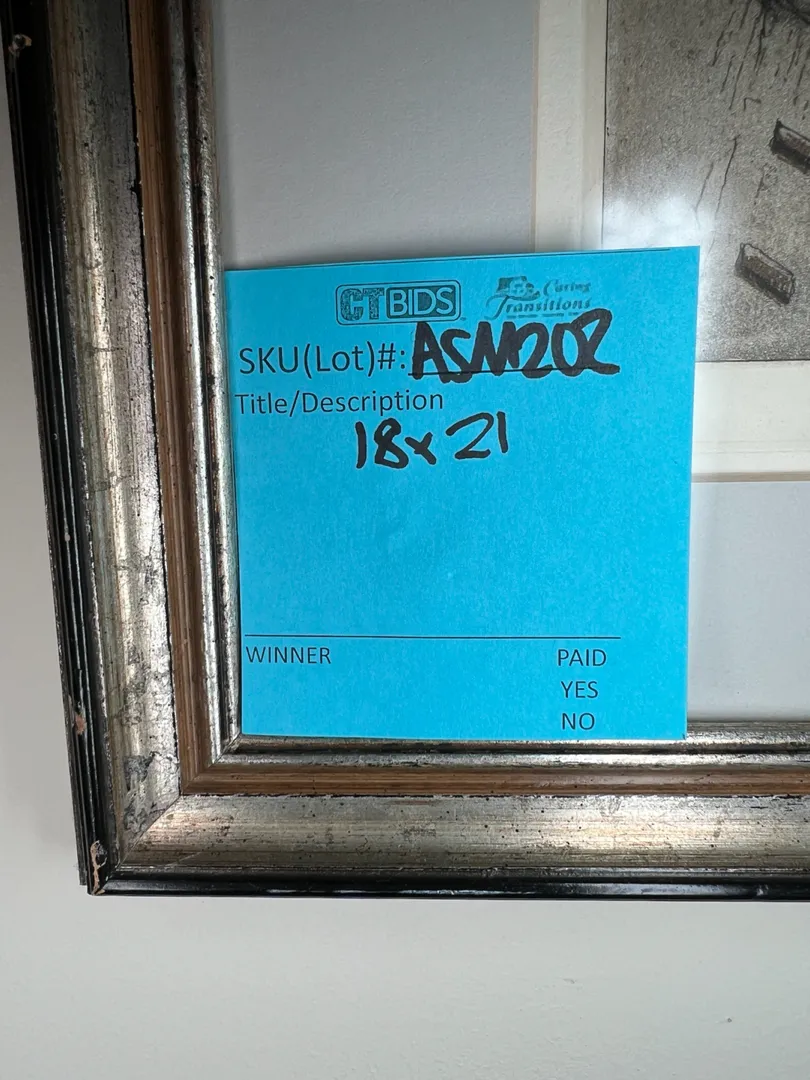 CTBIDS
Caring
Transitions
SKU(Lot)#: ASN202
Title/Description
18x21
WINNER PAID
YES
NO